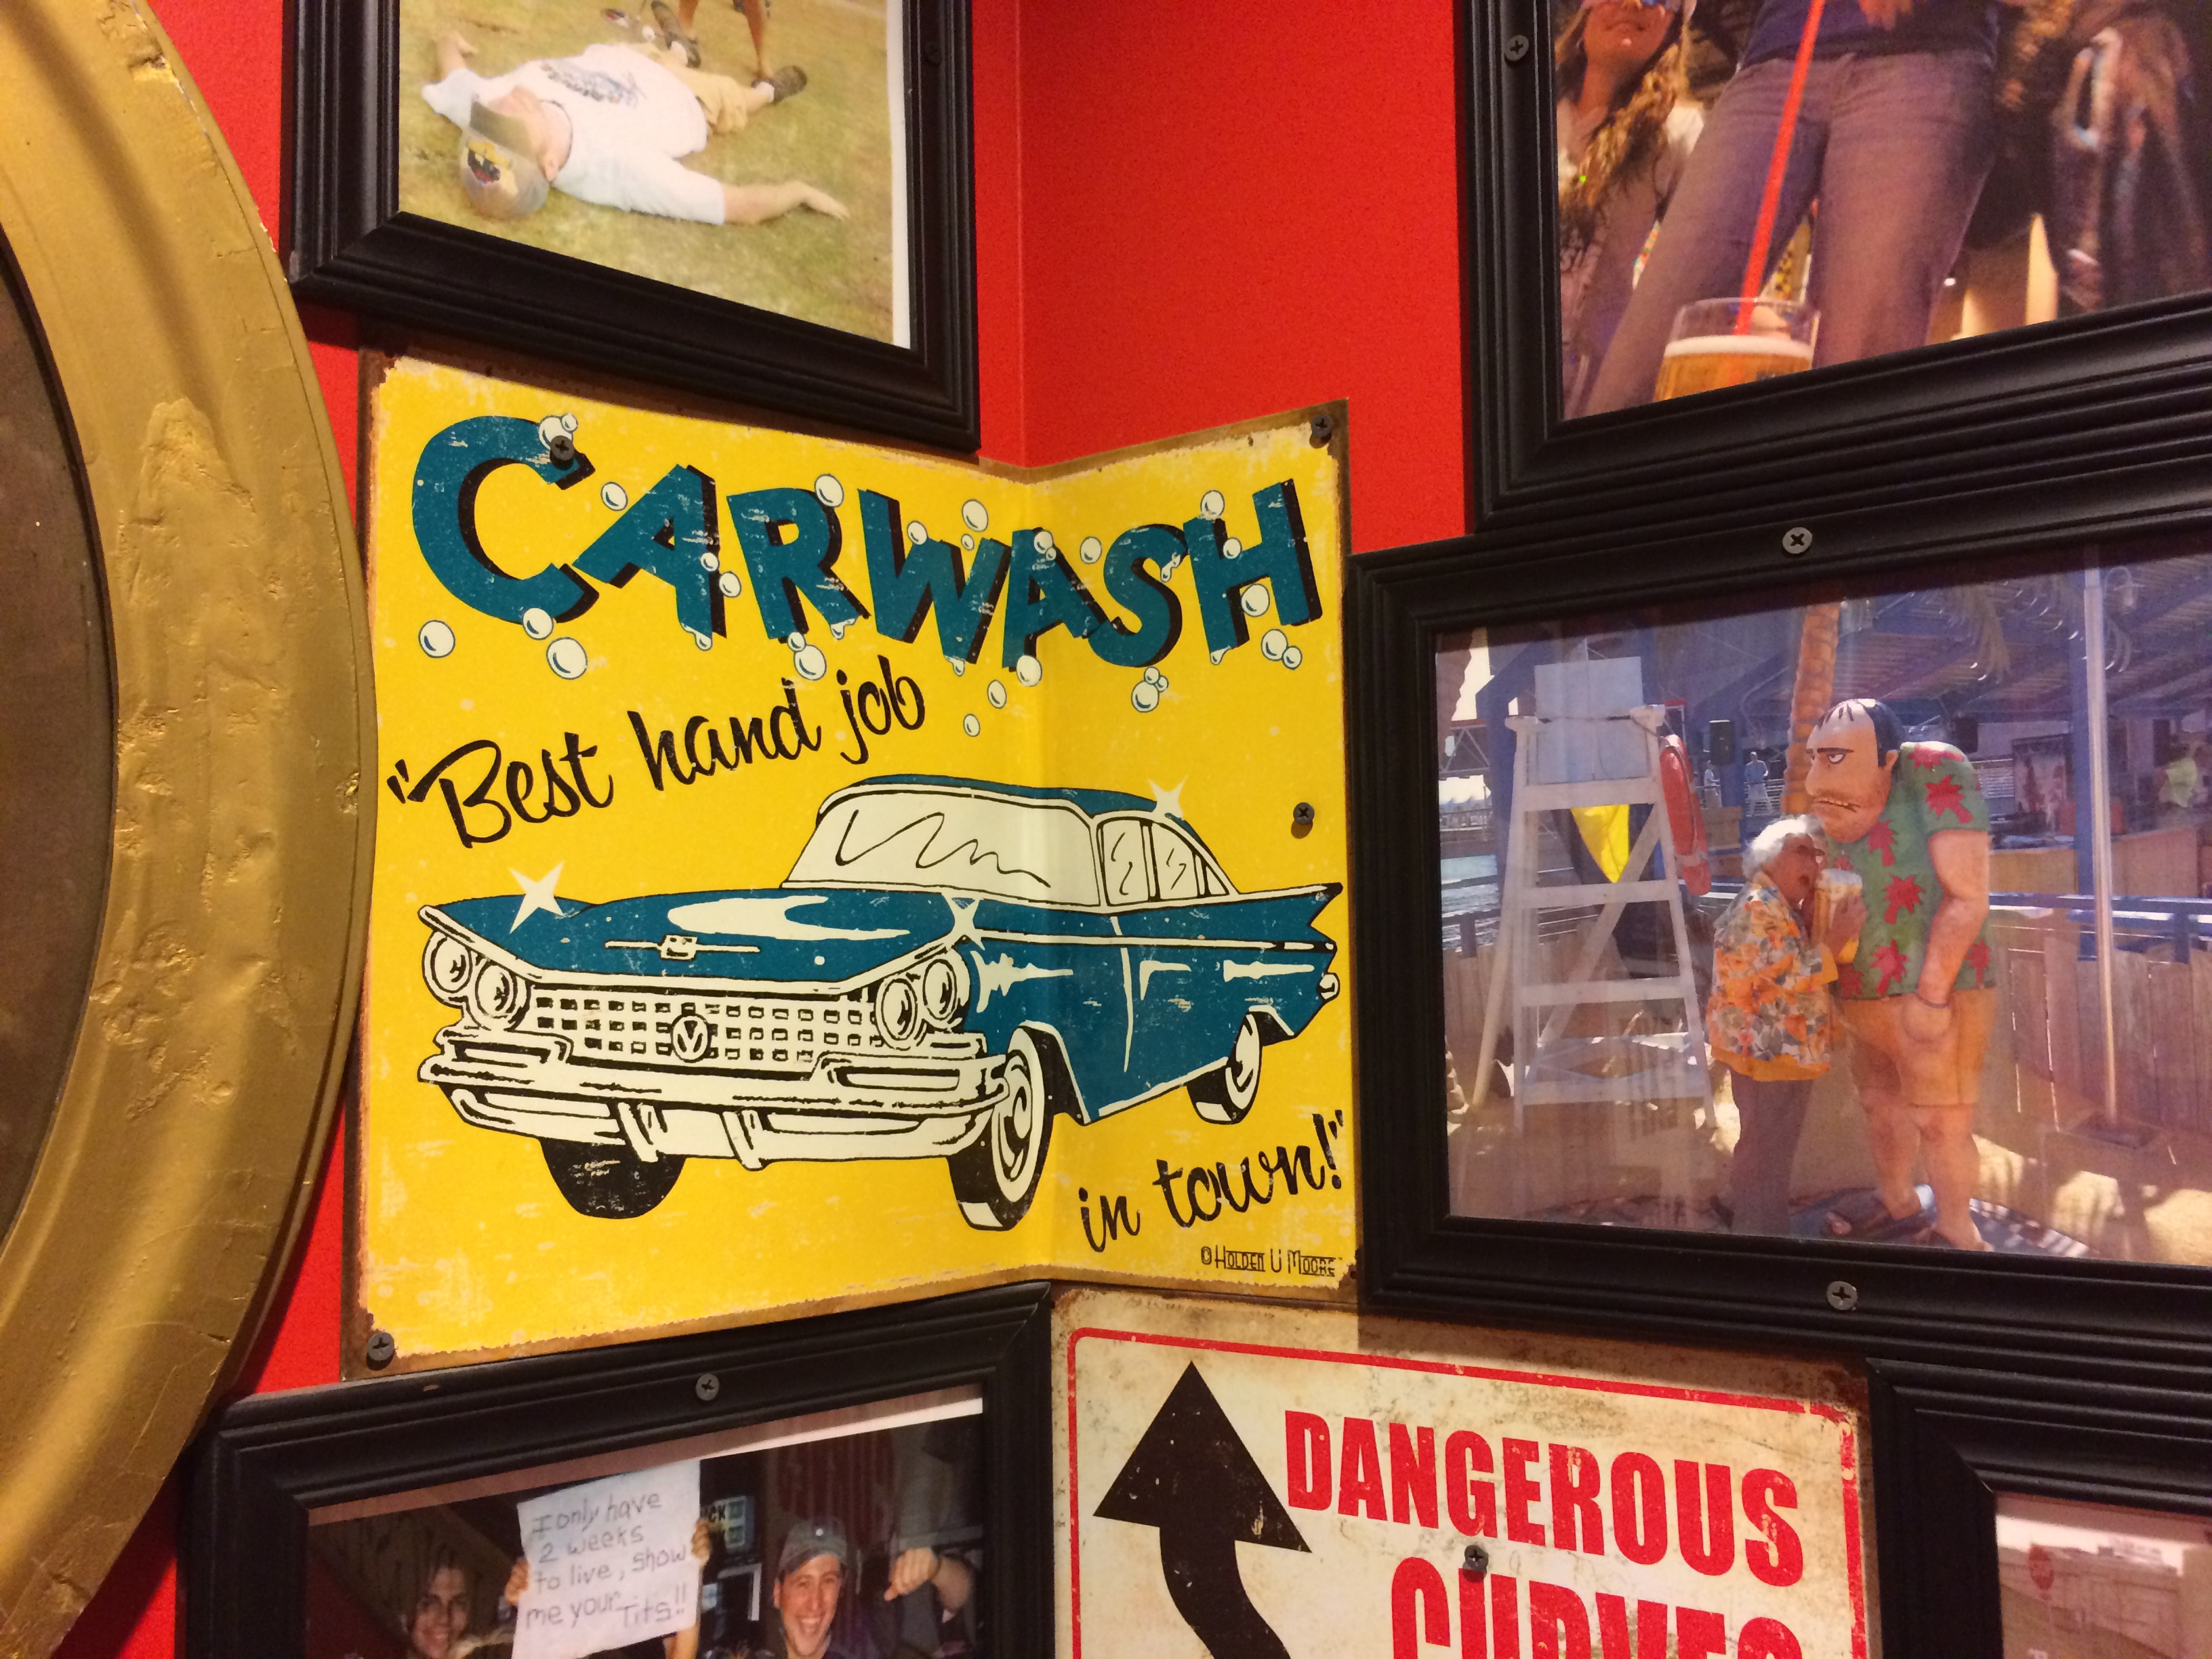 CARWASH
"Best hand job
in town!"
© HOLDEN U MOORE
I only have
2 weeks
to live, show
me your Tits!!
DANGEROUS
CURVES